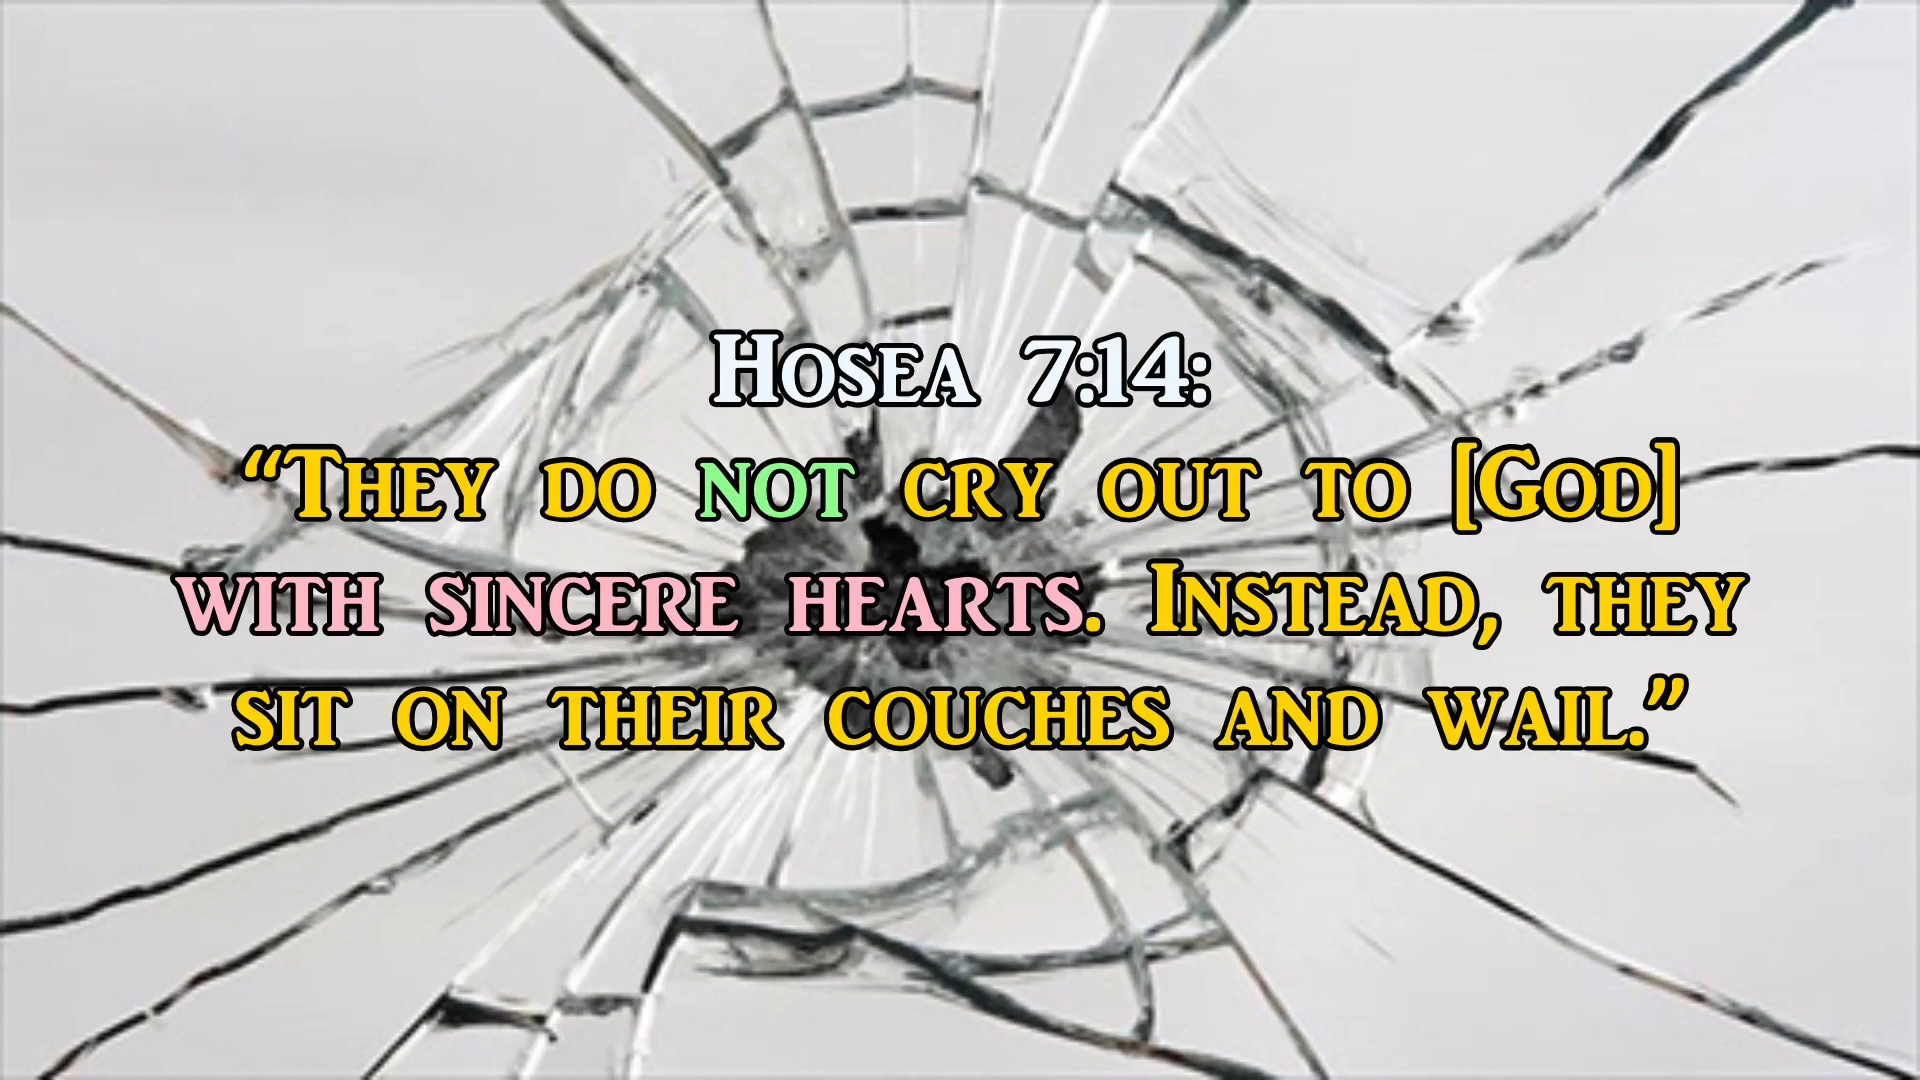 Hosea 7:14:
“They do not cry out to [God]
with sincere hearts. Instead, they
sit on their couches and wail.”